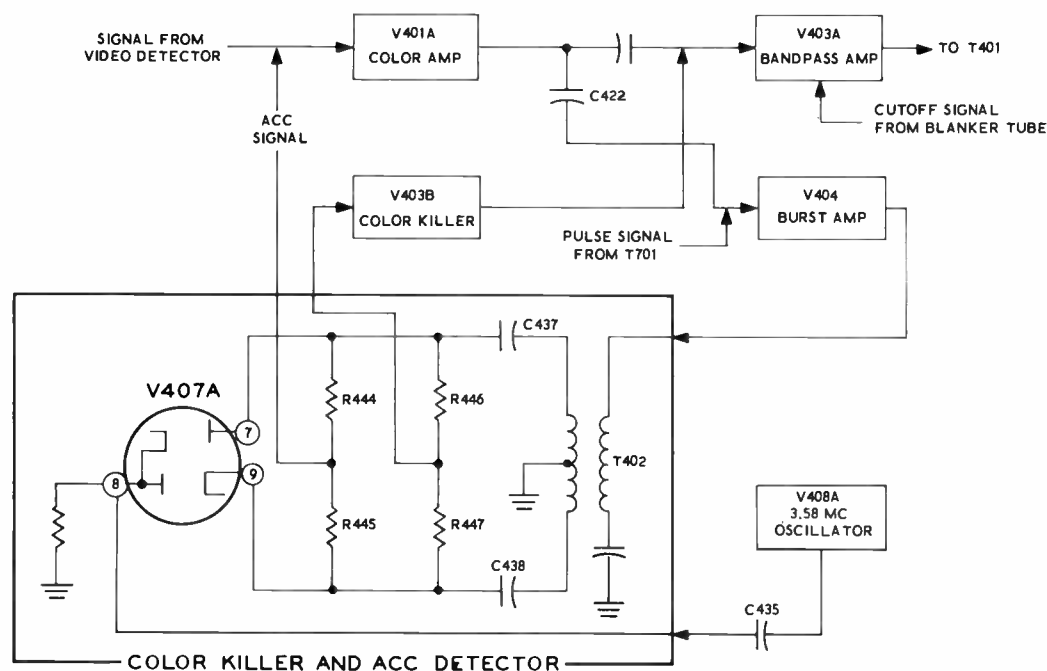 SIGNAL FROM
VIDEO DETECTOR
V401A
COLOR AMP
C422
V403A
BANDPASS AMP
TO T401
CUTOFF SIGNAL
FROM BLANKER TUBE
ACC
SIGNAL
V403B
COLOR KILLER
V404
BURST AMP
PULSE SIGNAL
FROM T701
C437
V407A
7
R444
R446
8
9
T402
R445
R447
V408A
3.58 MC
OSCILLATOR
C438
C435
COLOR KILLER AND ACC DETECTOR